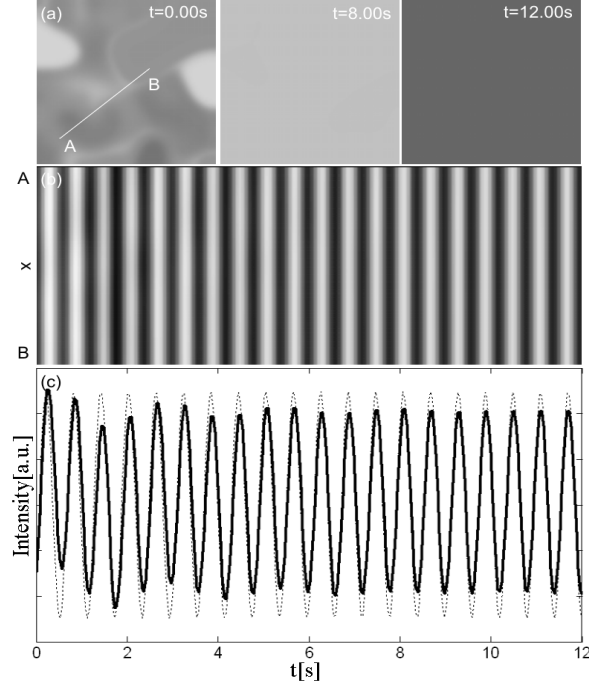 (a) t=0.00s t=8.00s t=12.00s
B
A
A (b)
x
B
(c)
Intensity[a.u.]
0 2 4 6 8 10 12
t[s]